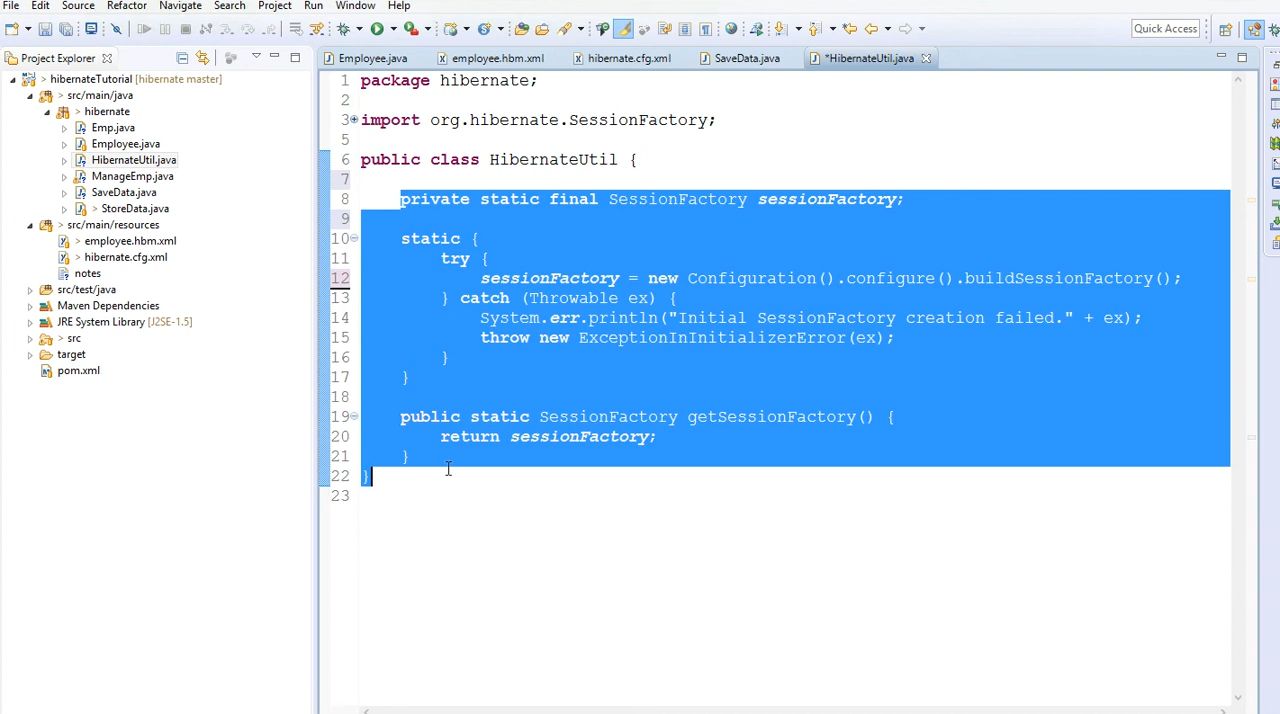 File Edit Source Refactor Navigate Search Project Run Window Help
Quick Access
Project Explorer
Employee.java employee.hbm.xml hibernate.cfg.xml SaveData.java *HibernateUtil.java
hibernateTutorial [hibernate master]
src/main/java
> hibernate
Emp.java
Employee.java
HibernateUtil.java
ManageEmp.java
SaveData.java
> StoreData.java
src/main/resources
employee.hbm.xml
hibernate.cfg.xml
notes
src/test/java
Maven Dependencies
JRE System Library [J2SE-1.5]
> src
target
pom.xml
1 package hibernate;
2
3 import org.hibernate.SessionFactory;
5
6 public class HibernateUtil {
7
8 private static final SessionFactory sessionFactory;
9
10 static {
11 try {
12 sessionFactory = new Configuration().configure().buildSessionFactory();
13 } catch (Throwable ex) {
14 System.err.println("Initial SessionFactory creation failed." + ex);
15 throw new ExceptionInInitializerError(ex);
16 }
17 }
18
19 public static SessionFactory getSessionFactory() {
20 return sessionFactory;
21 }
22 }
23